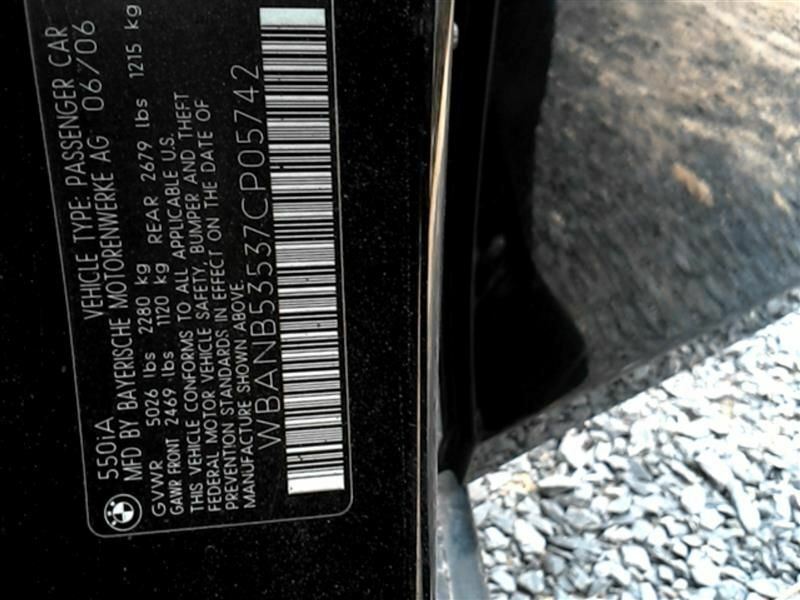 550iA VEHICLE TYPE: PASSENGER CAR
MFD BY BAYERISCHE MOTORENWERKE AG 06/06
GVWR 5026 lbs 2280 kg REAR 2679 lbs 1215 kg
GAWR FRONT 2469 lbs 1120 kg
THIS VEHICLE CONFORMS TO ALL APPLICABLE U.S.
FEDERAL MOTOR VEHICLE SAFETY, BUMPER AND THEFT
PREVENTION STANDARDS IN EFFECT ON THE DATE OF
MANUFACTURE SHOWN ABOVE.
WBANB53537CP05742